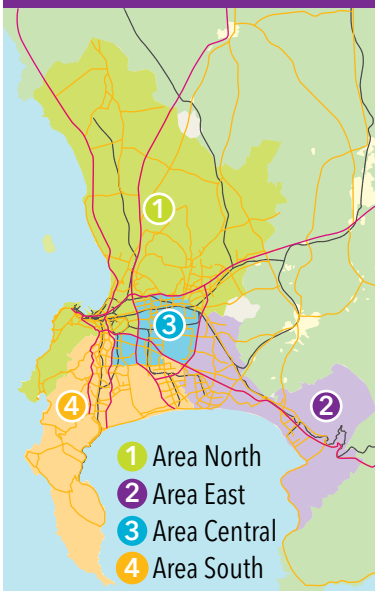 1
3
4
2
1 Area North
2 Area East
3 Area Central
4 Area South